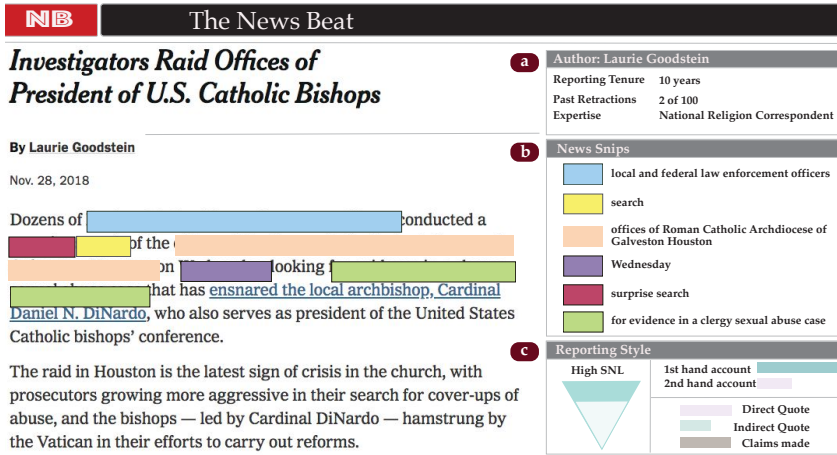 NB
The News Beat
Investigators Raid Offices of
President of U.S. Catholic Bishops
By Laurie Goodstein
Nov. 28, 2018
Dozens of conducted a
of the
on looking
that has ensnared the local archbishop, Cardinal
Daniel N. DiNardo, who also serves as president of the United States
Catholic bishops’ conference.
The raid in Houston is the latest sign of crisis in the church, with
prosecutors growing more aggressive in their search for cover-ups of
abuse, and the bishops — led by Cardinal DiNardo — hamstrung by
the Vatican in their efforts to carry out reforms.
a
Author: Laurie Goodstein
Reporting Tenure 10 years
Past Retractions 2 of 100
Expertise National Religion Correspondent
b
News Snips
local and federal law enforcement officers
search
offices of Roman Catholic Archdiocese of
Galveston Houston
Wednesday
surprise search
for evidence in a clergy sexual abuse case
c
Reporting Style
High SNL
1st hand account
2nd hand account
Direct Quote
Indirect Quote
Claims made